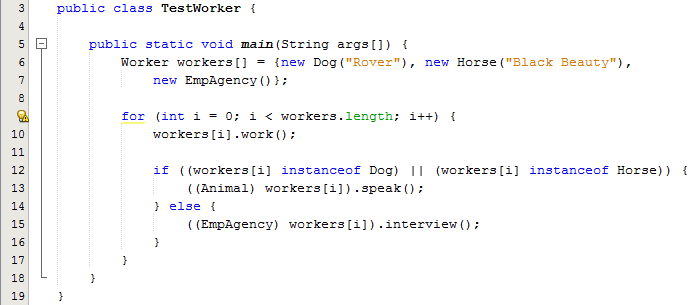 3 public class TestWorker {
4
5 public static void main(String args[]) {
6 Worker workers[] = {new Dog("Rover"), new Horse("Black Beauty"),
7 new EmpAgency()};
8
for (int i = 0; i < workers.length; i++) {
10 workers[i].work();
11
12 if ((workers[i] instanceof Dog) || (workers[i] instanceof Horse)) {
13 ((Animal) workers[i]).speak();
14 } else {
15 ((EmpAgency) workers[i]).interview();
16 }
17 }
18 }
19 }